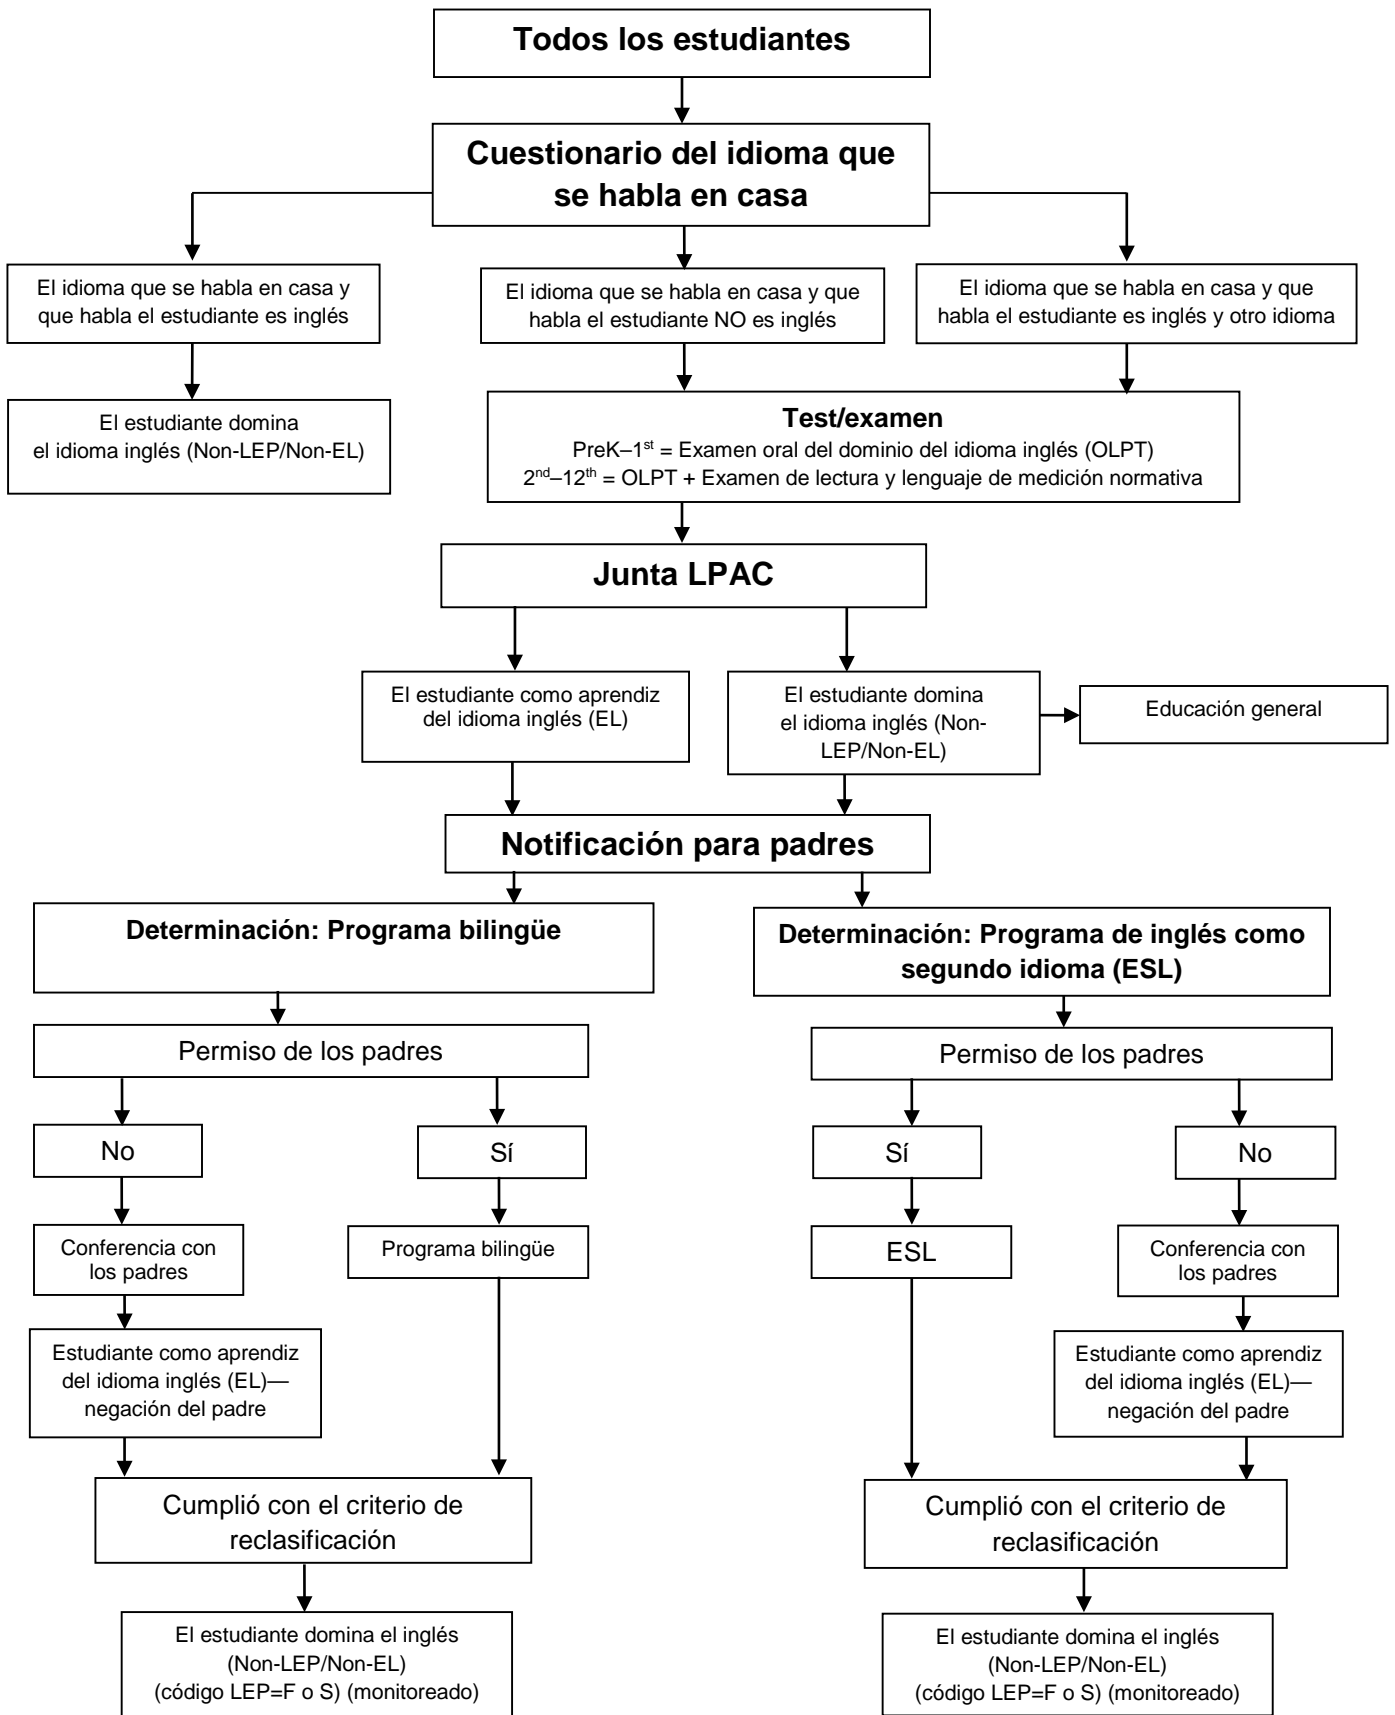 Todos los estudiantes
Cuestionario del idioma que
se habla en casa
El idioma que se habla en casa y
que habla el estudiante es inglés
El idioma que se habla en casa y que
habla el estudiante NO es inglés
El idioma que se habla en casa y que
habla el estudiante es inglés y otro idioma
El estudiante domina
el idioma inglés (Non-LEP/Non-EL)
Test/examen
PreK–1st = Examen oral del dominio del idioma inglés (OLPT)
2nd–12th = OLPT + Examen de lectura y lenguaje de medición normativa
Junta LPAC
El estudiante como aprendiz
del idioma inglés (EL)
El estudiante domina
el idioma inglés (Non-
LEP/Non-EL)
Educación general
Notificación para padres
Determinación: Programa bilingüe
Determinación: Programa de inglés como
segundo idioma (ESL)
Permiso de los padres
Permiso de los padres
No
Sí
Sí
No
Conferencia con
los padres
Programa bilingüe
ESL
Conferencia con
los padres
Estudiante como aprendiz
del idioma inglés (EL)—
negación del padre
Estudiante como aprendiz
del idioma inglés (EL)—
negación del padre
Cumplió con el criterio de
reclasificación
Cumplió con el criterio de
reclasificación
El estudiante domina el inglés
(Non-LEP/Non-EL)
(código LEP=F o S) (monitoreado)
El estudiante domina el inglés
(Non-LEP/Non-EL)
(código LEP=F o S) (monitoreado)